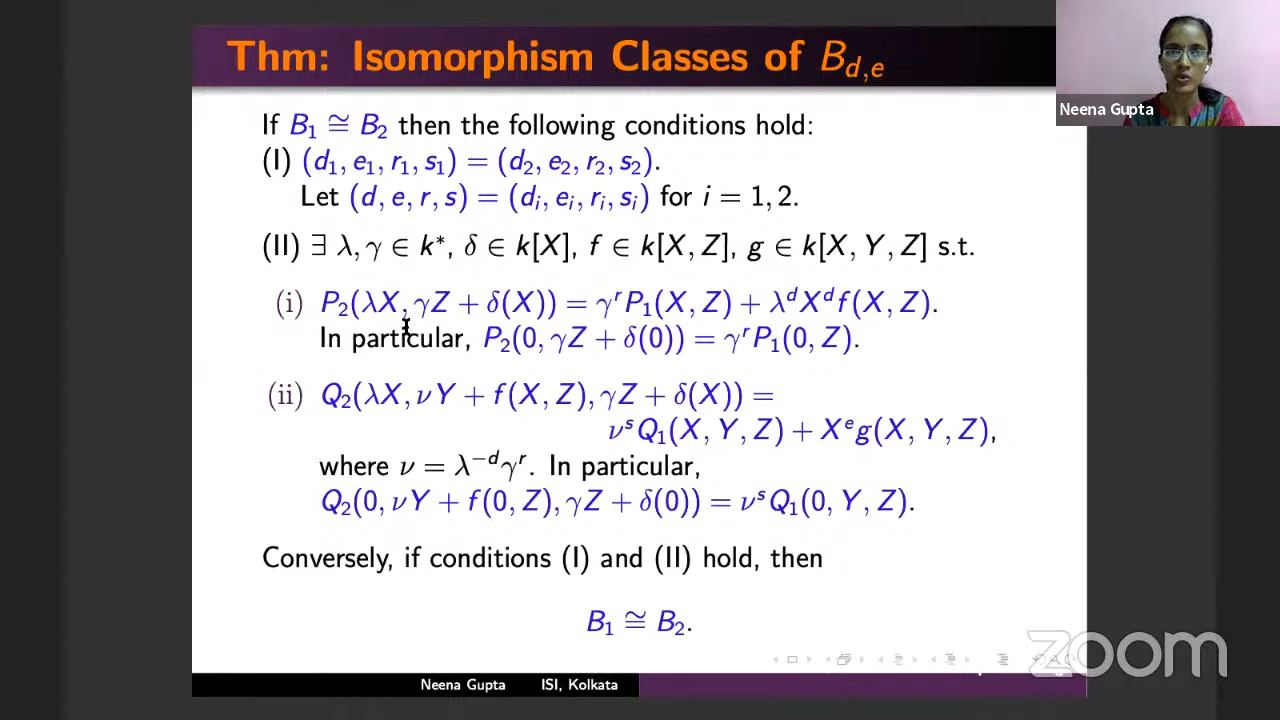 Thm: Isomorphism Classes of B_{d,e}
Neena Gupta
If B₁ ≅ B₂ then the following conditions hold:
(I) (d₁, e₁, r₁, s₁) = (d₂, e₂, r₂, s₂).
Let (d, e, r, s) = (dᵢ, eᵢ, rᵢ, sᵢ) for i = 1, 2.
(II) ∃ λ, γ ∈ k*, δ ∈ k[X], f ∈ k[X, Z], g ∈ k[X, Y, Z] s.t.
(i) P₂(λX, γZ + δ(X)) = γʳP₁(X, Z) + λᵈXᵈf(X, Z).
In particular, P₂(0, γZ + δ(0)) = γʳP₁(0, Z).
(ii) Q₂(λX, νY + f(X, Z), γZ + δ(X)) =
νˢQ₁(X, Y, Z) + Xᵉg(X, Y, Z),
where ν = λ⁻ᵈγʳ. In particular,
Q₂(0, νY + f(0, Z), γZ + δ(0)) = νˢQ₁(0, Y, Z).
Conversely, if conditions (I) and (II) hold, then
B₁ ≅ B₂.
zoom
Neena Gupta ISI, Kolkata